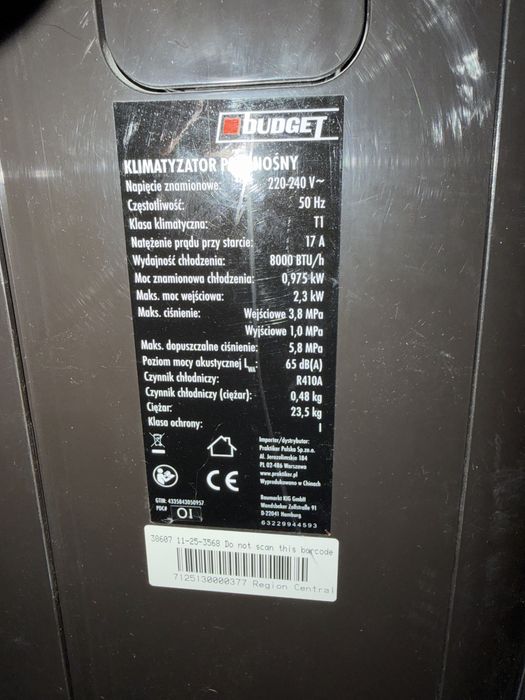 BUDGET
KLIMATYZATOR PRZENOŚNY
Napięcie znamionowe: 220-240 V~
Częstotliwość: 50 Hz
Klasa klimatyczna: T1
Natężenie prądu przy starcie: 17 A
Wydajność chłodzenia: 8000 BTU/h
Moc znamionowa chłodzenia: 0,975 kW
Maks. moc wejściowa: 2,3 kW
Maks. ciśnienie: Wejściowe 3,8 MPa
Wyjściowe 1,0 MPa
Maks. dopuszczalne ciśnienie: 5,8 MPa
Poziom mocy akustycznej LWA: 65 dB(A)
Czynnik chłodniczy: R410A
Czynnik chłodniczy (ciężar): 0,48 kg
Ciężar: 23,5 kg
Klasa ochrony: I
Importer/dystrybutor:
Praktiker Polska Sp.zo.o.
Al. Jerozolimskie 184
PL 02-486 Warszawa
www.praktiker.pl
Wyprodukowano w Chinach
CE
GTIN: 4335843050957
PDC# 01
Baumarkt KIG GmbH
Wandsbeker Zollstraße 91
D-22041 Hamburg
63229944593
38607 11-25-3568 Do not scan this barcode
7125130000377 Region Central